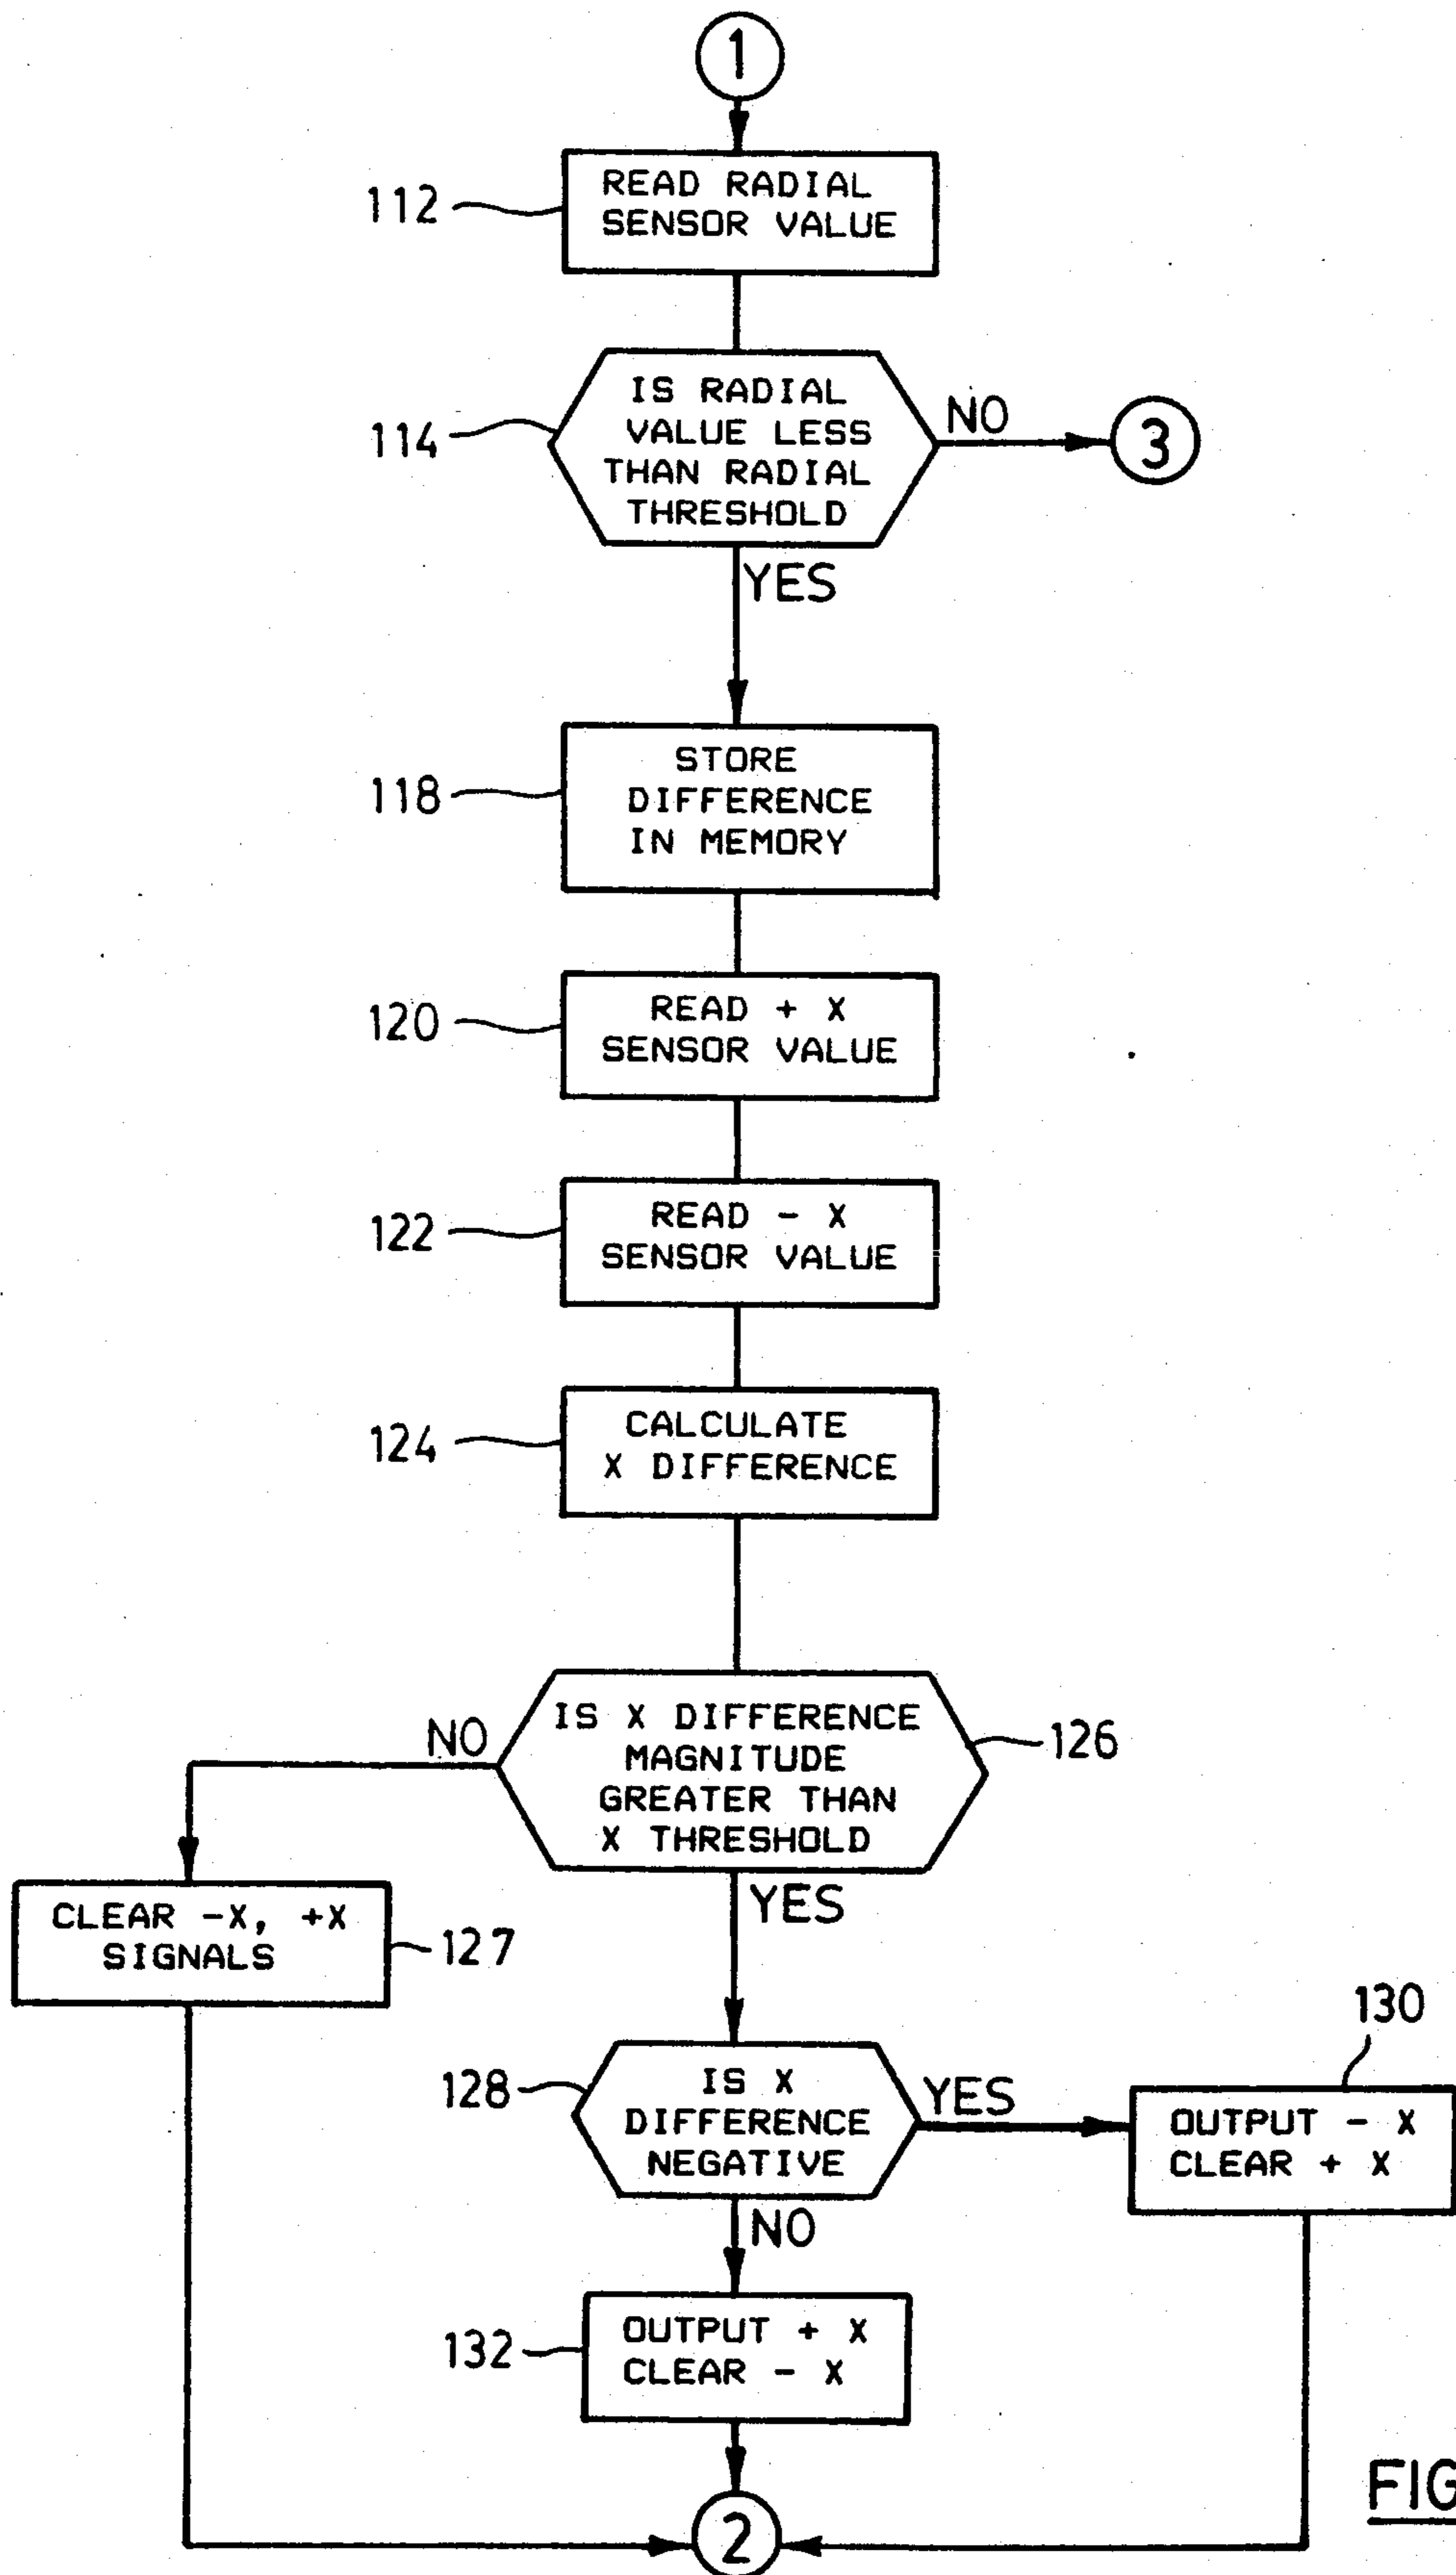 1
112
READ RADIAL
SENSOR VALUE
114
IS RADIAL
VALUE LESS
THAN RADIAL
THRESHOLD
NO
3
YES
118
STORE
DIFFERENCE
IN MEMORY
120
READ + X
SENSOR VALUE
122
READ - X
SENSOR VALUE
124
CALCULATE
X DIFFERENCE
NO
IS X DIFFERENCE
MAGNITUDE
GREATER THAN
X THRESHOLD
126
YES
CLEAR -X, +X
SIGNALS
127
128
IS X
DIFFERENCE
NEGATIVE
YES
130
OUTPUT - X
CLEAR + X
NO
132
OUTPUT + X
CLEAR - X
2
FIG